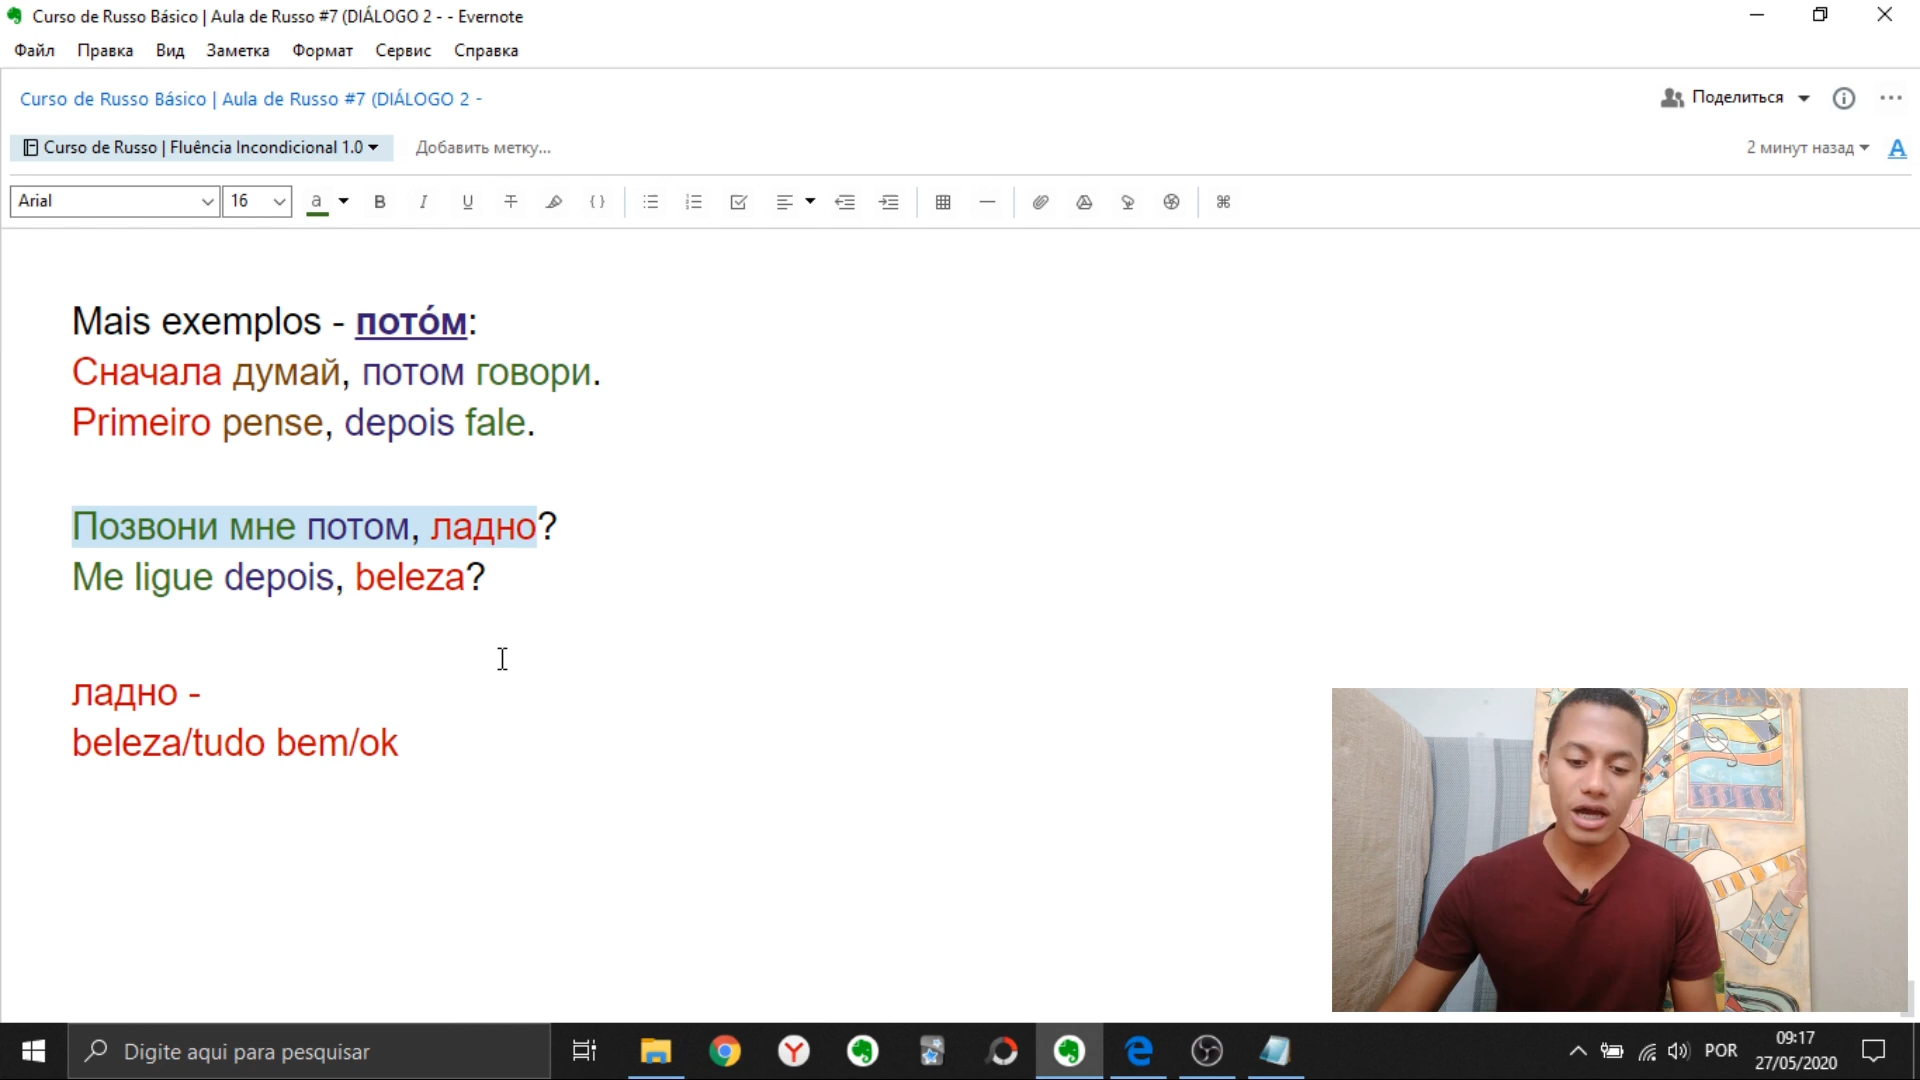 Curso de Russo Básico | Aula de Russo #7 (DIÁLOGO 2 - - Evernote
Файл Правка Вид Заметка Формат Сервис Справка
Curso de Russo Básico | Aula de Russo #7 (DIÁLOGO 2 -
Поделиться
Curso de Russo | Fluência Incondicional 1.0 Добавить метку...
2 минут назад A
Arial 16 a B I U T { }
Mais exemplos - пото́м:
Сначала думай, потом говори.
Primeiro pense, depois fale.
Позвони мне потом, ладно?
Me ligue depois, beleza?
ладно -
beleza/tudo bem/ok
Digite aqui para pesquisar
POR
09:17
27/05/2020